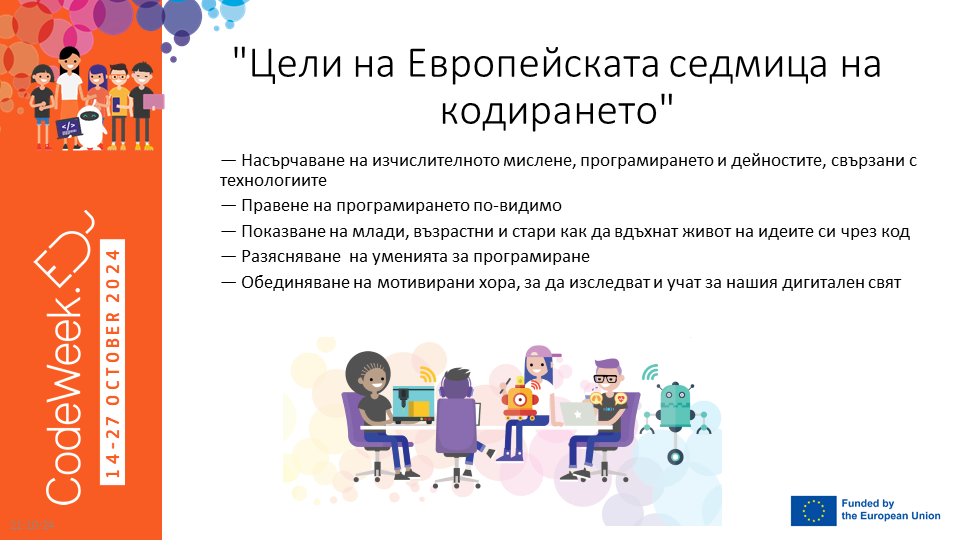 "Цели на Европейската седмица на
кодирането"
— Насърчаване на изчислителното мислене, програмирането и дейностите, свързани с
технологиите
— Правене на програмирането по-видимо
— Показване на млади, възрастни и стари как да вдъхнат живот на идеите си чрез код
— Разясняване  на уменията за програмиране
— Обединяване на мотивирани хора, за да изследват и учат за нашия дигитален свят
CodeWeek.EU
14-27 OCTOBER 2024
</>
Funded by
the European Union